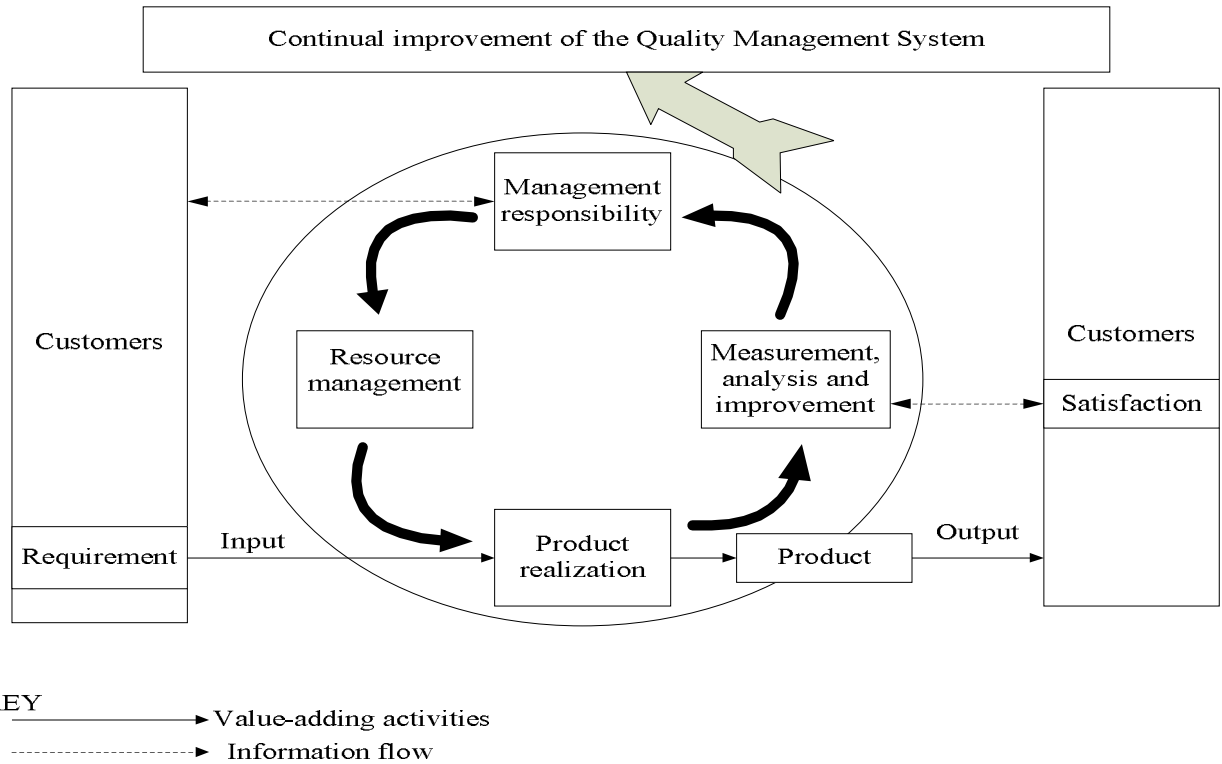 Continual improvement of the Quality Management System
Management
responsibility
Customers
Resource
management
Measurement,
analysis and
improvement
Customers
Satisfaction
Requirement
Input
Product
realization
Product
Output
EY
Value-adding activities
Information flow